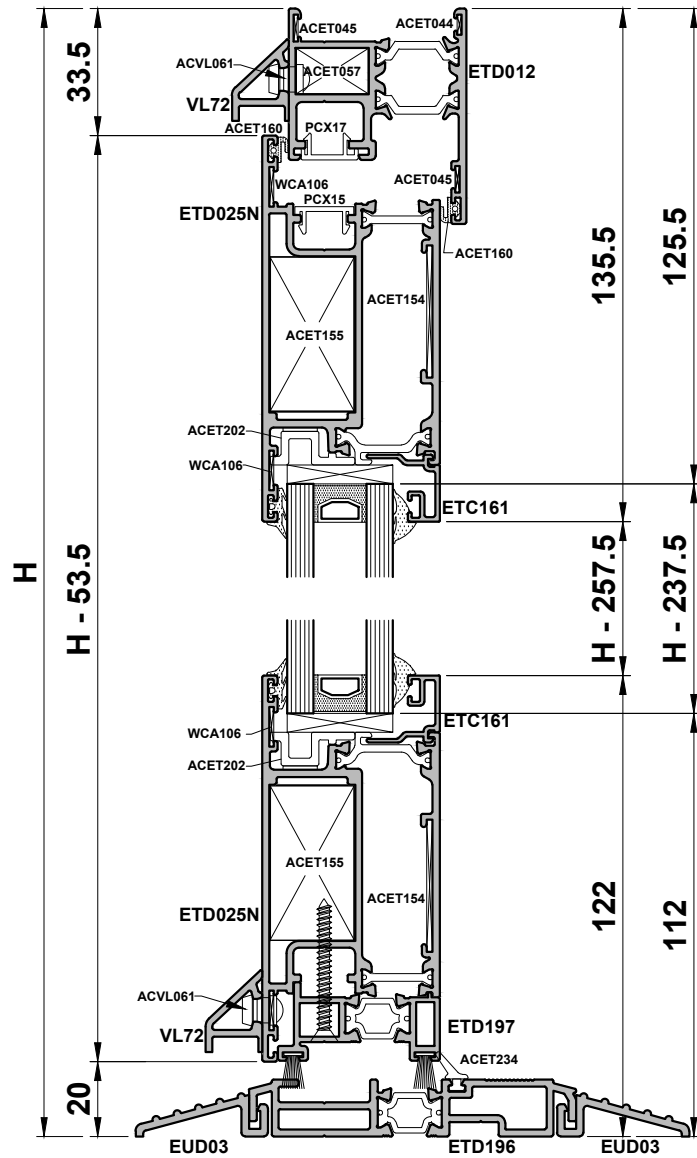 ACET045
ACET044
ACVL061
ACET057
ETD012
VL72
33.5
ACET160
PCX17
WCA106
PCX15
ACET045
ETD025N
ACET160
135.5
125.5
ACET154
ACET155
ACET202
WCA106
ETC161
H
H - 53.5
H - 257.5
H - 237.5
WCA106
ETC161
ACET202
ACET155
ACET154
ETD025N
122
112
ACVL061
VL72
ETD197
ACET234
20
EUD03
ETD196
EUD03